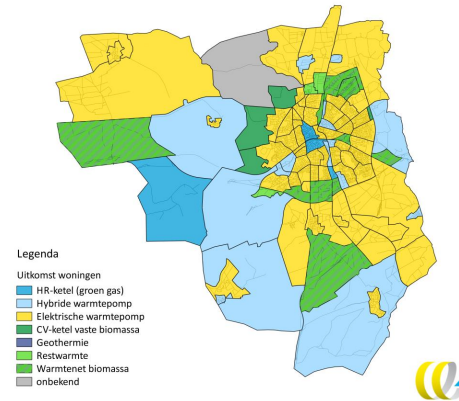 Legenda
Uitkomst woningen
HR-ketel (groen gas)
Hybride warmtepomp
Elektrische warmtepomp
CV-ketel vaste biomassa
Geothermie
Restwarmte
Warmtenet biomassa
onbekend